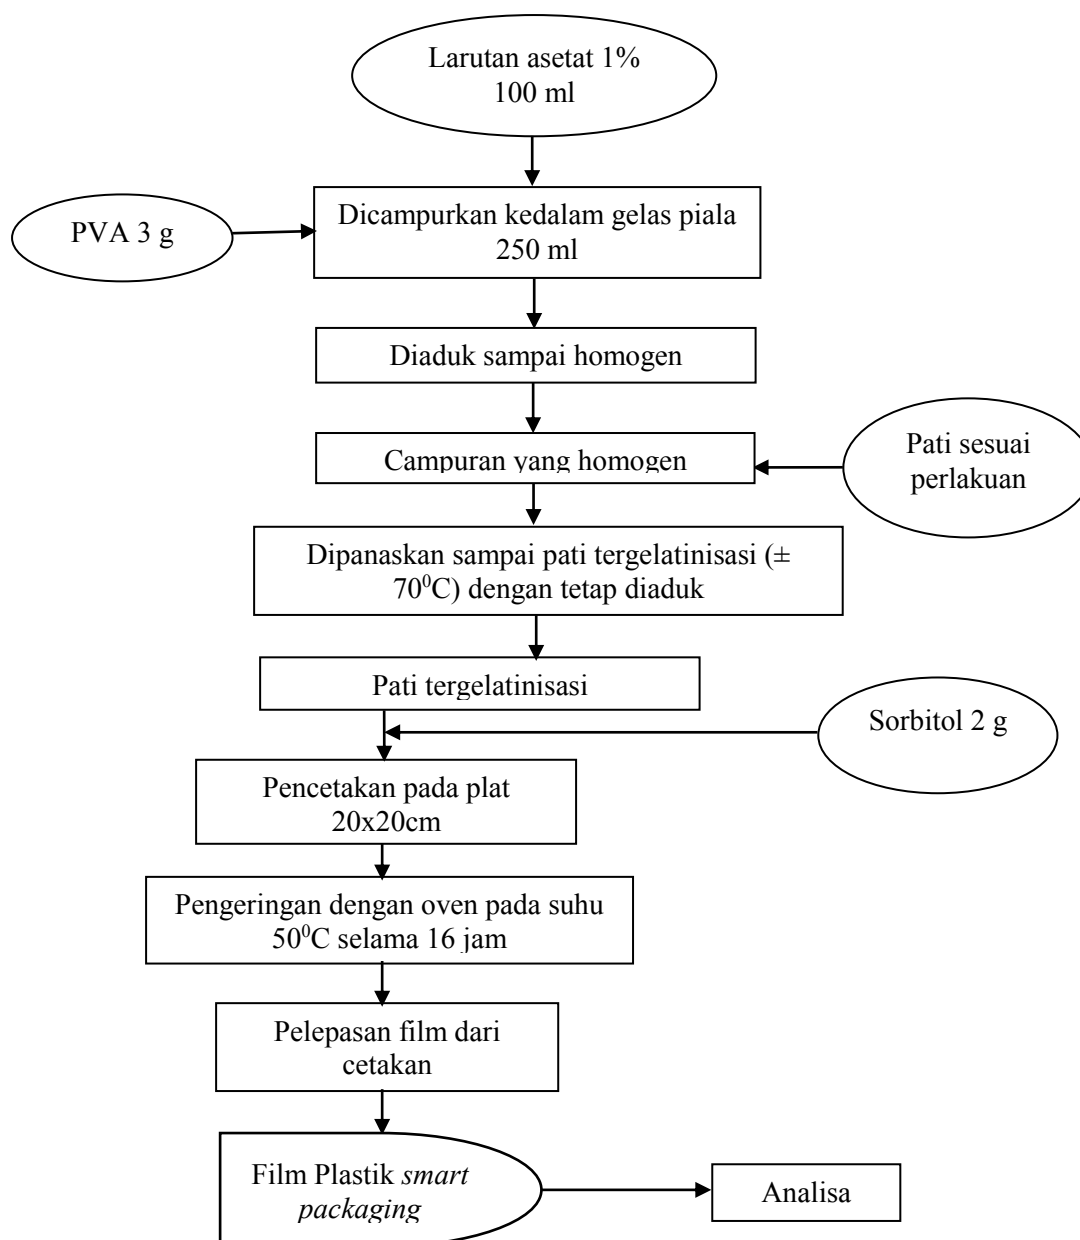 Larutan asetat 1%
100 ml
PVA 3 g
Dicampurkan kedalam gelas piala
250 ml
Diaduk sampai homogen
Campuran yang homogen
Pati sesuai
perlakuan
Dipanaskan sampai pati tergelatinisasi (±
70⁰C) dengan tetap diaduk
Pati tergelatinisasi
Sorbitol 2 g
Pencetakan pada plat
20x20cm
Pengeringan dengan oven pada suhu
50⁰C selama 16 jam
Pelepasan film dari
cetakan
Film Plastik smart
packaging
Analisa